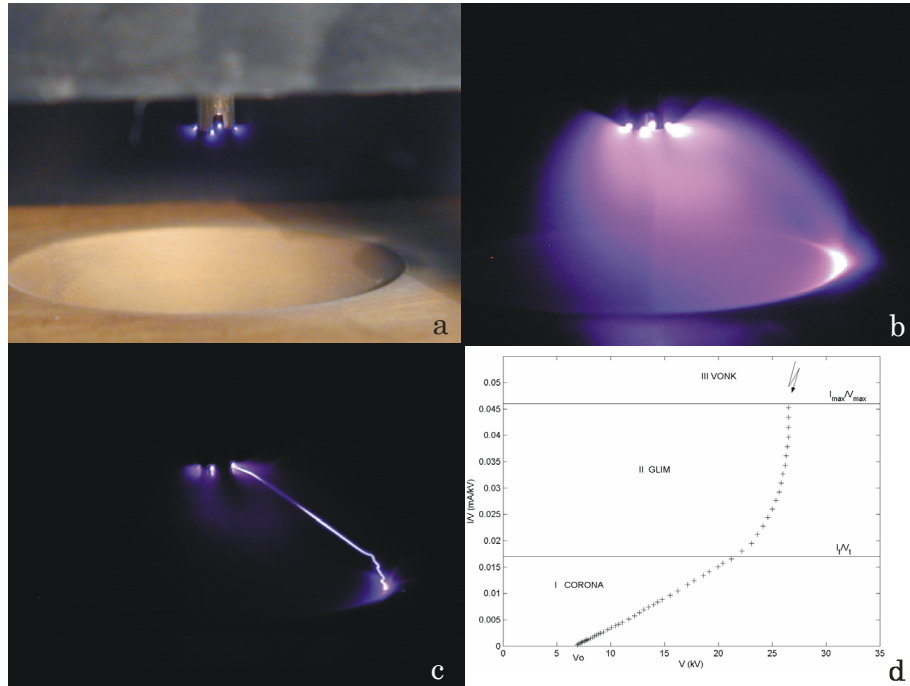 a
b
c
d
III VONK
I_max/V_max
II GLIM
I_t/V_t
I CORONA
I/V (mA/kV)
0.05
0.045
0.04
0.035
0.03
0.025
0.02
0.015
0.01
0.005
0
0 5 10 15 20 25 30 35
Vo
V (kV)